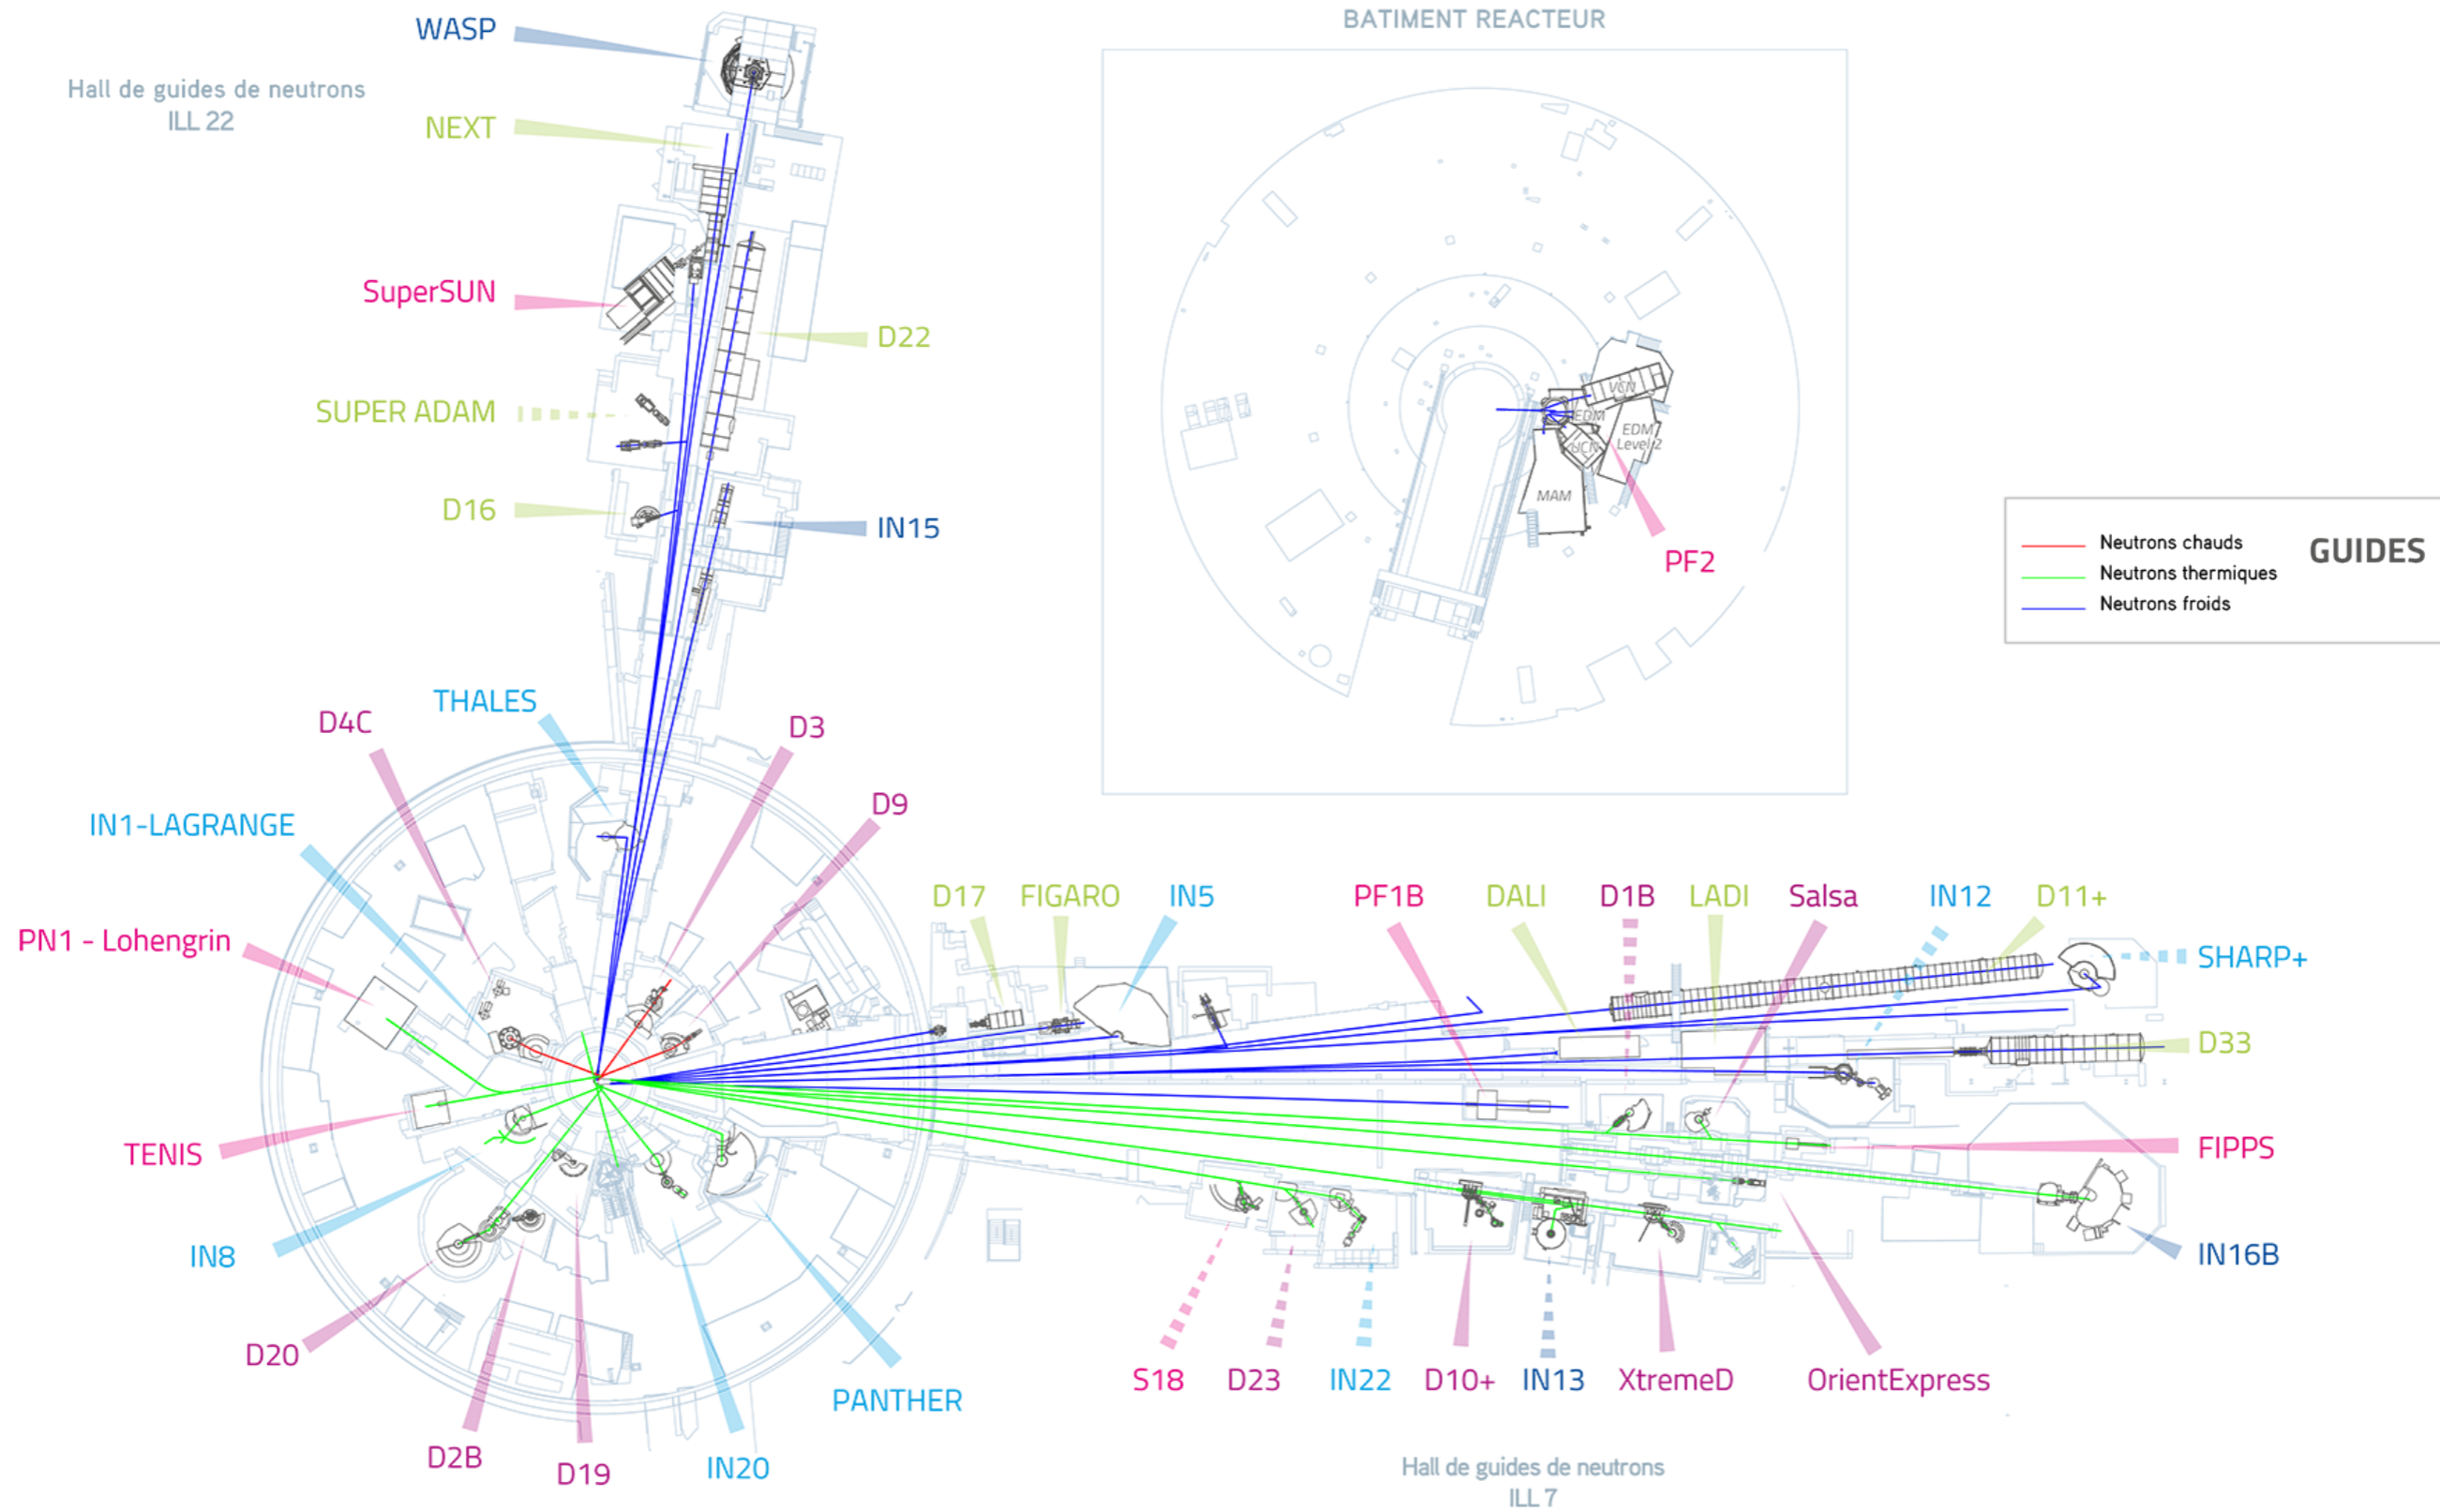 BATIMENT REACTEUR
WASP
Hall de guides de neutrons
ILL 22
NEXT
SuperSUN
D22
SUPER ADAM
D16
IN15
VCN
EDM
EDM
Level 2
UCN
MAM
PF2
Neutrons chauds
Neutrons thermiques
Neutrons froids
GUIDES
THALES
D4C
D3
D9
IN1-LAGRANGE
PN1 - Lohengrin
D17
FIGARO
IN5
PF1B
DALI
D1B
LADI
Salsa
IN12
D11+
SHARP+
D33
TENIS
FIPPS
IN8
IN16B
D20
PANTHER
S18
D23
IN22
D10+
IN13
XtremeD
OrientExpress
D2B
D19
IN20
Hall de guides de neutrons
ILL 7